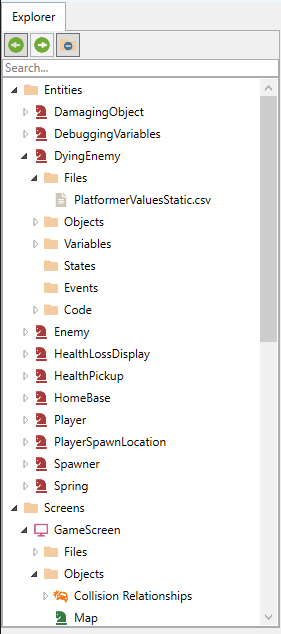 Explorer
Search...
Entities
DamagingObject
DebuggingVariables
DyingEnemy
Files
PlatformerValuesStatic.csv
Objects
Variables
States
Events
Code
Enemy
HealthLossDisplay
HealthPickup
HomeBase
Player
PlayerSpawnLocation
Spawner
Spring
Screens
GameScreen
Files
Objects
Collision Relationships
Map